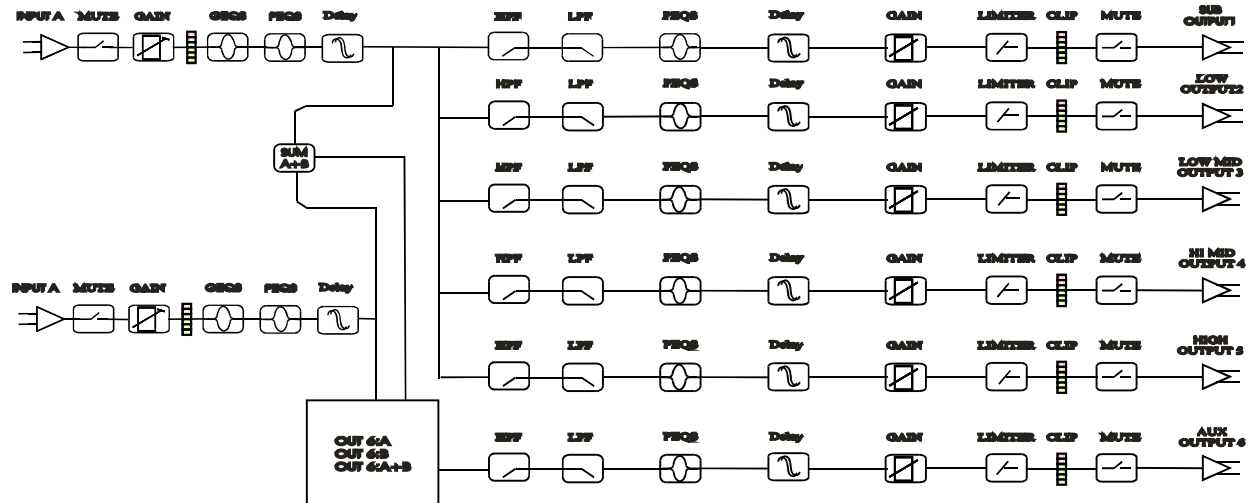 INPUT A MUTE GAIN GEQS PEQS Delay HPF LPF PEQS Delay GAIN LIMITER CLIP MUTE SUB OUTPUT1
HPF LPF PEQS Delay GAIN LIMITER CLIP MUTE LOW OUTPUT2
SUM A+B
HPF LPF PEQS Delay GAIN LIMITER CLIP MUTE LOW MID OUTPUT 3
HPF LPF PEQS Delay GAIN LIMITER CLIP MUTE HI MID OUTPUT 4
INPUT A MUTE GAIN GEQS PEQS Delay
HPF LPF PEQS Delay GAIN LIMITER CLIP MUTE HIGH OUTPUT 5
OUT 6:A
OUT 6:B
OUT 6:A+B
HPF LPF PEQS Delay GAIN LIMITER CLIP MUTE AUX OUTPUT 6